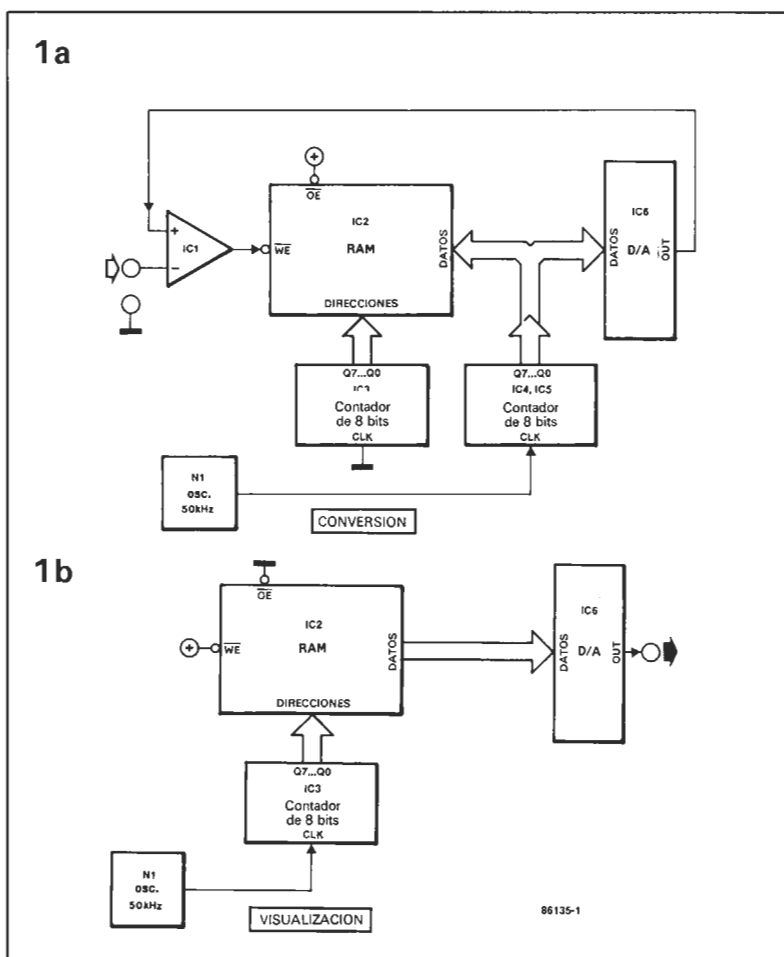 1a
+
OE
IC2
RAM
WE
DATOS
DIRECCIONES
+
IC1
−
IC6
DATOS
D/A
OUT
Q7...Q0
IC3
Contador
de 8 bits
CLK
Q7...Q0
IC4, IC5
Contador
de 8 bits
CLK
N1
OSC.
50kHz
CONVERSION
1b
OE
IC2
RAM
+
WE
DATOS
DIRECCIONES
IC6
DATOS
D/A
OUT
Q7...Q0
IC3
Contador
de 8 bits
CLK
N1
OSC.
50kHz
VISUALIZACION
86135-1